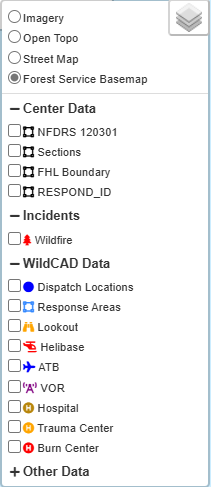 Imagery
Open Topo
Street Map
Forest Service Basemap
Center Data
NFDRS 120301
Sections
FHL Boundary
RESPOND_ID
Incidents
Wildfire
WildCAD Data
Dispatch Locations
Response Areas
Lookout
Helibase
ATB
VOR
H Hospital
H Trauma Center
H Burn Center
Other Data